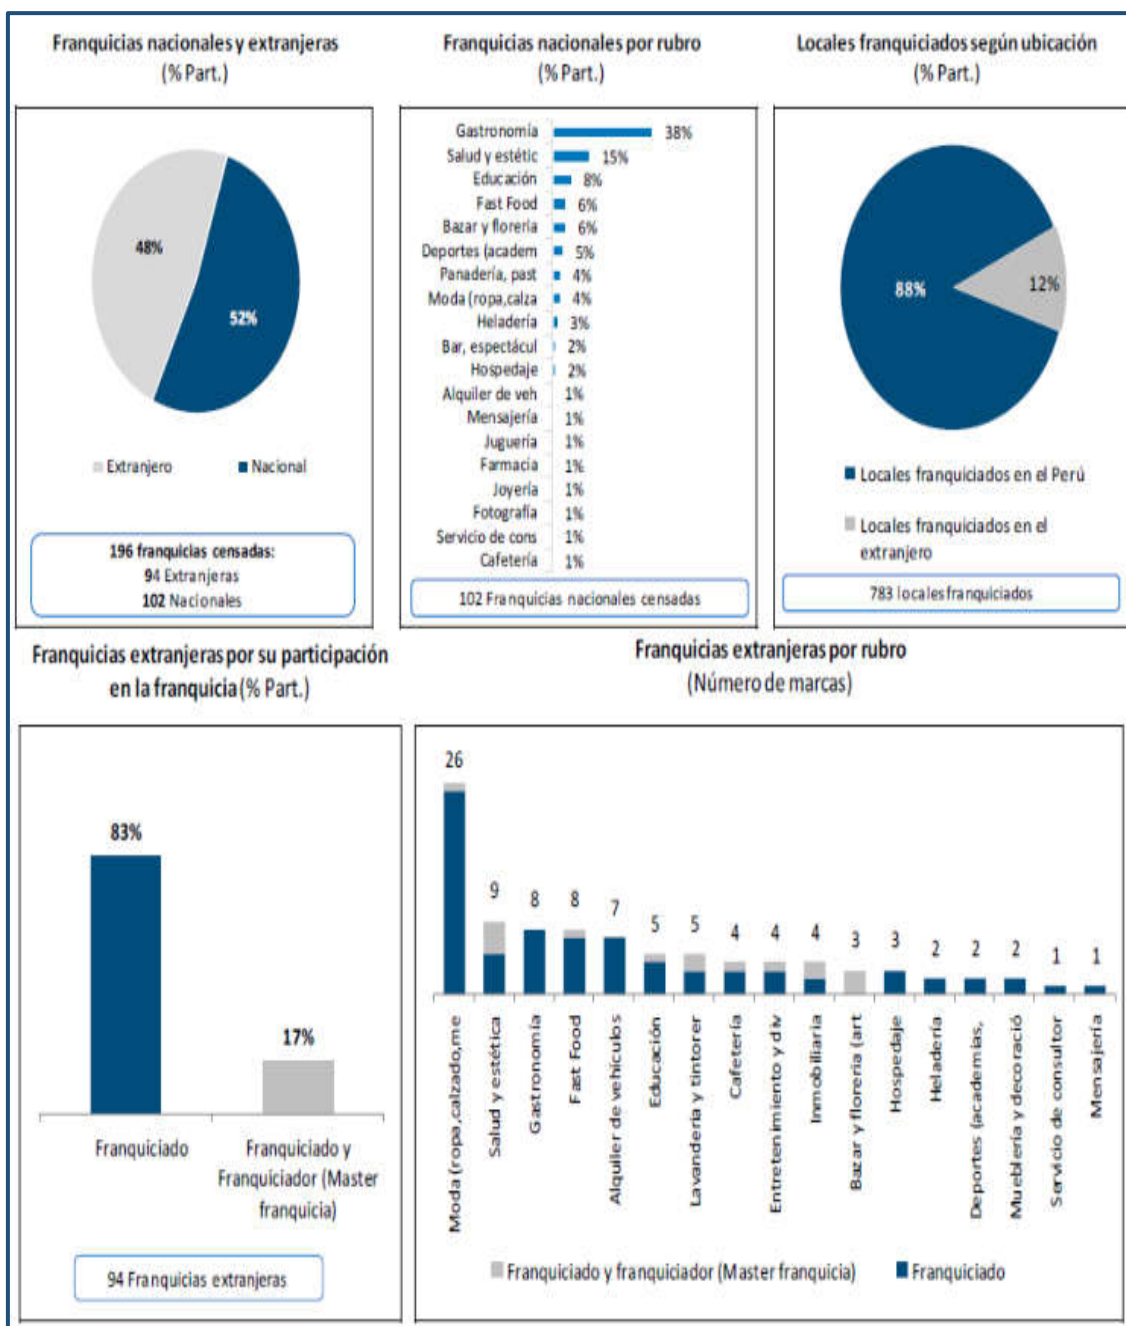 Franquicias nacionales y extranjeras
(% Part.)
48%
52%
Extranjero
Nacional
196 franquicias censadas:
94 Extranjeras
102 Nacionales
Franquicias nacionales por rubro
(% Part.)
Gastronomía 38%
Salud y estétic 15%
Educación 8%
Fast Food 6%
Bazar y florería 6%
Deportes (academ 5%
Panadería, past 4%
Moda (ropa,calza 4%
Heladería 3%
Bar, espectácul 2%
Hospedaje 2%
Alquiler de veh 1%
Mensajería 1%
Juguería 1%
Farmacia 1%
Joyería 1%
Fotografía 1%
Servicio de cons 1%
Cafetería 1%
102 Franquicias nacionales censadas
Locales franquiciados según ubicación
(% Part.)
88%
12%
Locales franquiciados en el Perú
Locales franquiciados en el
extranjero
783 locales franquiciados
Franquicias extranjeras por su participación
en la franquicia (% Part.)
83%
17%
Franquiciado
Franquiciado y
Franquiciador (Master
franquicia)
94 Franquicias extranjeras
Franquicias extranjeras por rubro
(Número de marcas)
26
9
8
8
7
5
5
4
4
4
3
3
2
2
2
1
1
Moda (ropa,calzado,me
Salud y estética
Gastronomía
Fast Food
Alquiler de vehículos
Educación
Lavandería y tintorer
Cafetería
Entretenimiento y div
Inmobiliaria
Bazar y floreria (art
Hospedaje
Heladería
Deportes (academias,
Mueblería y decoració
Servicio de consultor
Mensajería
Franquiciado y franquiciador (Master franquicia)
Franquiciado